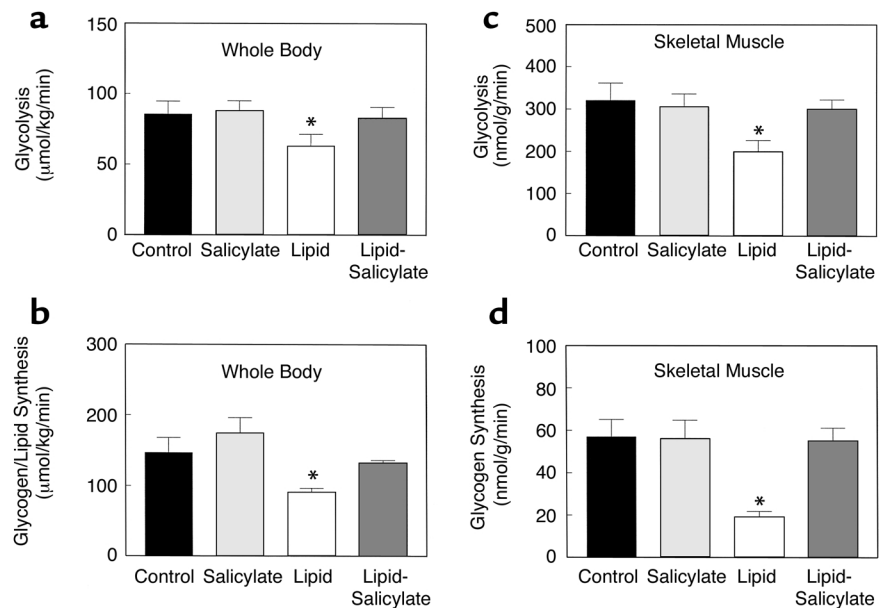 a
Whole Body
Glycolysis
(μmol/kg/min)
150
100
50
0
*
Control Salicylate Lipid Lipid-
Salicylate
c
Skeletal Muscle
Glycolysis
(nmol/g/min)
500
400
300
200
100
0
*
Control Salicylate Lipid Lipid-
Salicylate
b
Whole Body
Glycogen/Lipid Synthesis
(μmol/kg/min)
300
200
100
0
*
Control Salicylate Lipid Lipid-
Salicylate
d
Skeletal Muscle
Glycogen Synthesis
(nmol/g/min)
100
80
60
40
20
0
*
Control Salicylate Lipid Lipid-
Salicylate